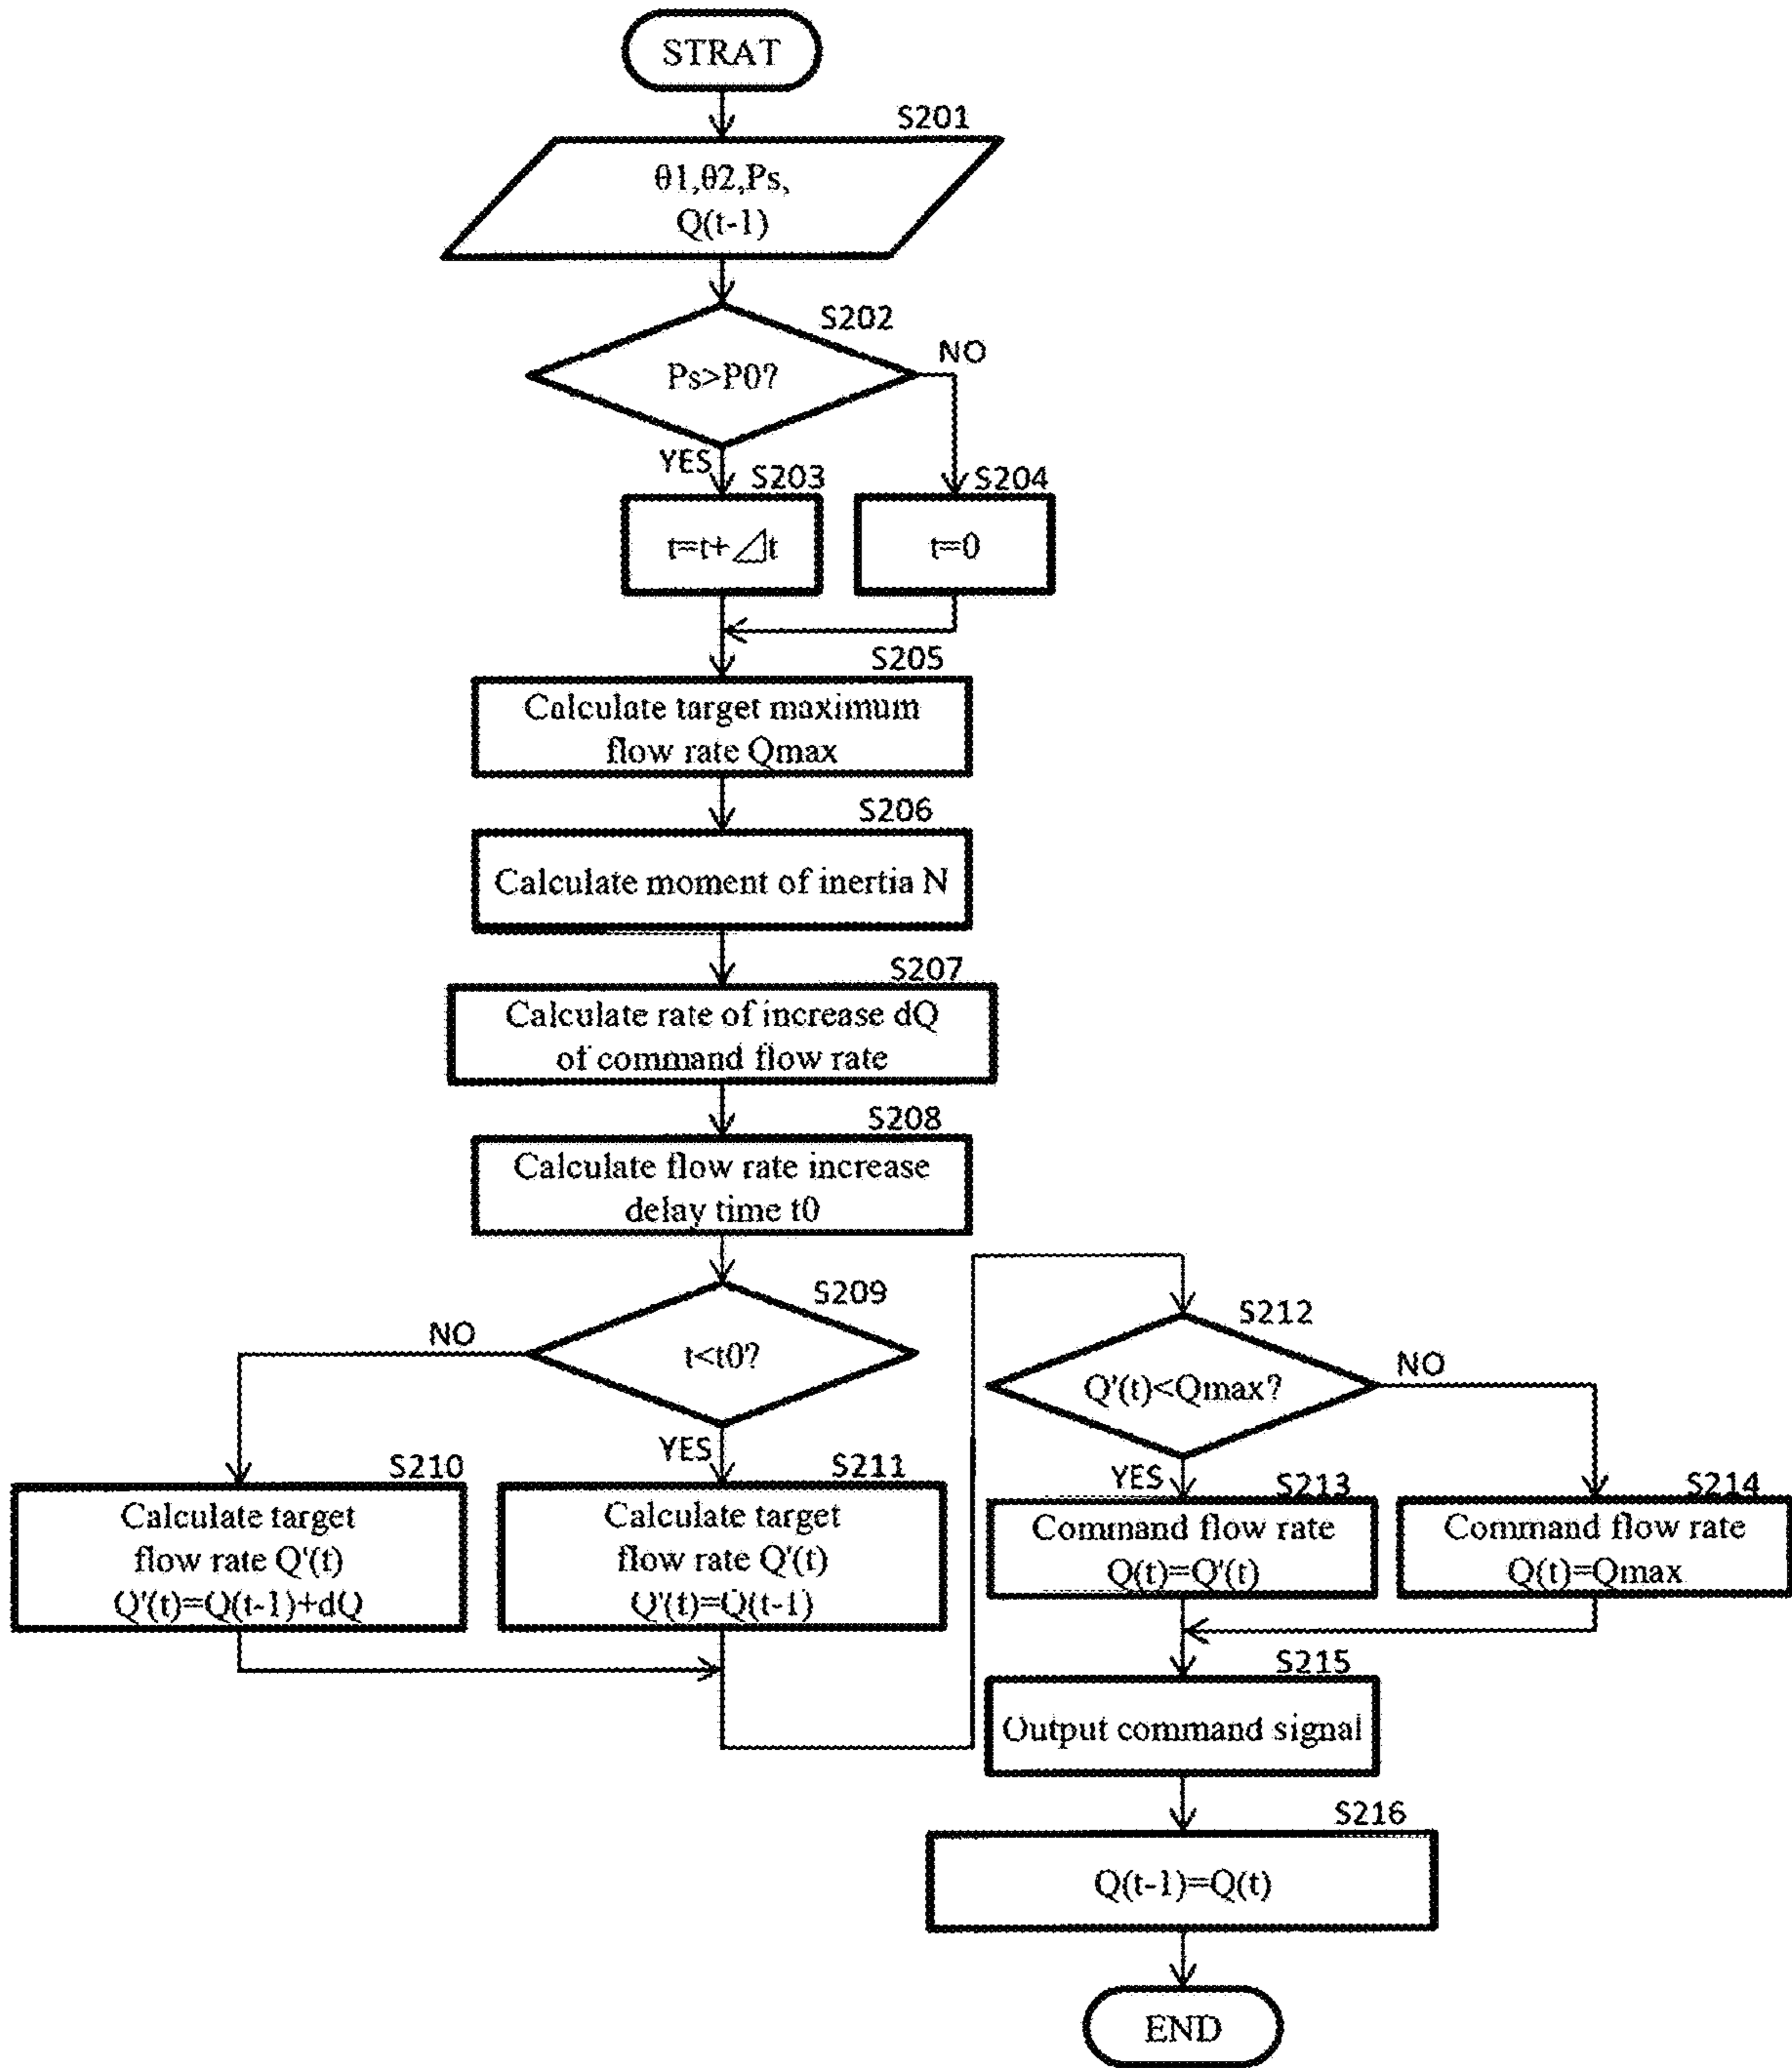 STRAT
S201
θ1,θ2,Ps,
Q(t-1)
S202
Ps>P0?
NO
YES
S203
t=t+⊿t
S204
t=0
S205
Calculate target maximum
flow rate Qmax
S206
Calculate moment of inertia N
S207
Calculate rate of increase dQ
of command flow rate
S208
Calculate flow rate increase
delay time t0
S209
t<t0?
NO
YES
S210
Calculate target
flow rate Q'(t)
Q'(t)=Q(t-1)+dQ
S211
Calculate target
flow rate Q'(t)
Q'(t)=Q(t-1)
S212
Q'(t)<Qmax?
NO
YES
S213
Command flow rate
Q(t)=Q'(t)
S214
Command flow rate
Q(t)=Qmax
S215
Output command signal
S216
Q(t-1)=Q(t)
END